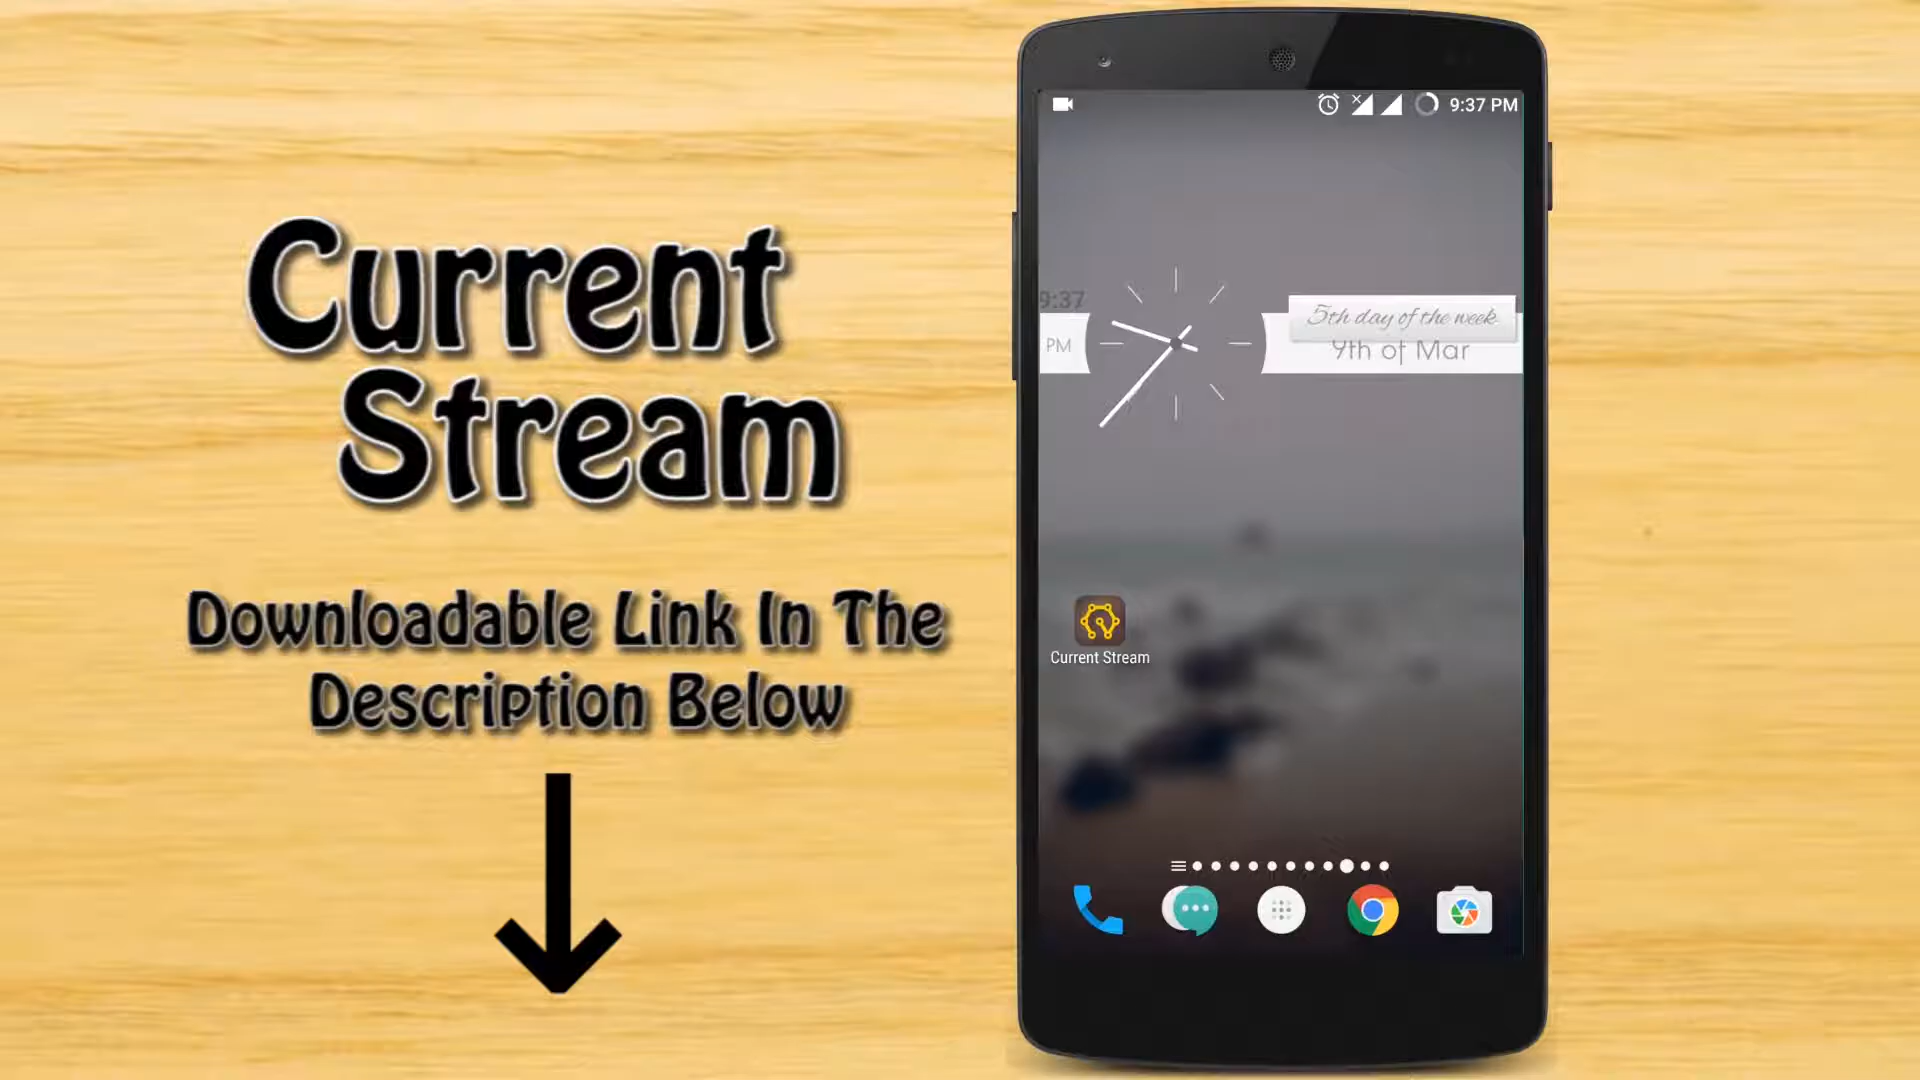 Current
Stream
Downloadable Link In The
Description Below
9:37 PM
9:37
PM
5th day of the week
9th of Mar
Current Stream